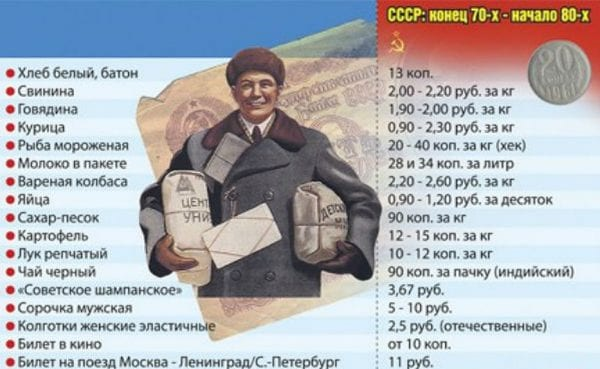 СССР: конец 70-х - начало 80-х
20
КОПЕЕК
1961
Хлеб белый, батон 13 коп.
Свинина 2,00 - 2,20 руб. за кг
Говядина 1,90 -2,00 руб. за кг
Курица 0,90 - 2,30 руб. за кг
Рыба мороженая 20 - 40 коп. за кг (хек)
Молоко в пакете 28 и 34 коп. за литр
Вареная колбаса 2,20 - 2,60 руб. за кг
Яйца 0,90 - 1,20 руб. за десяток
Сахар-песок 90 коп. за кг
Картофель 12 - 15 коп. за кг
Лук репчатый 10 - 12 коп. за кг
Чай черный 90 коп. за пачку (индийский)
«Советское шампанское» 3,67 руб.
Сорочка мужская 5 - 10 руб.
Колготки женские эластичные 2,5 руб. (отечественные)
Билет в кино от 10 коп.
Билет на поезд Москва - Ленинград/С.-Петербург 11 руб.
ЦЕНТ
УНИ
ДЕТСКИ